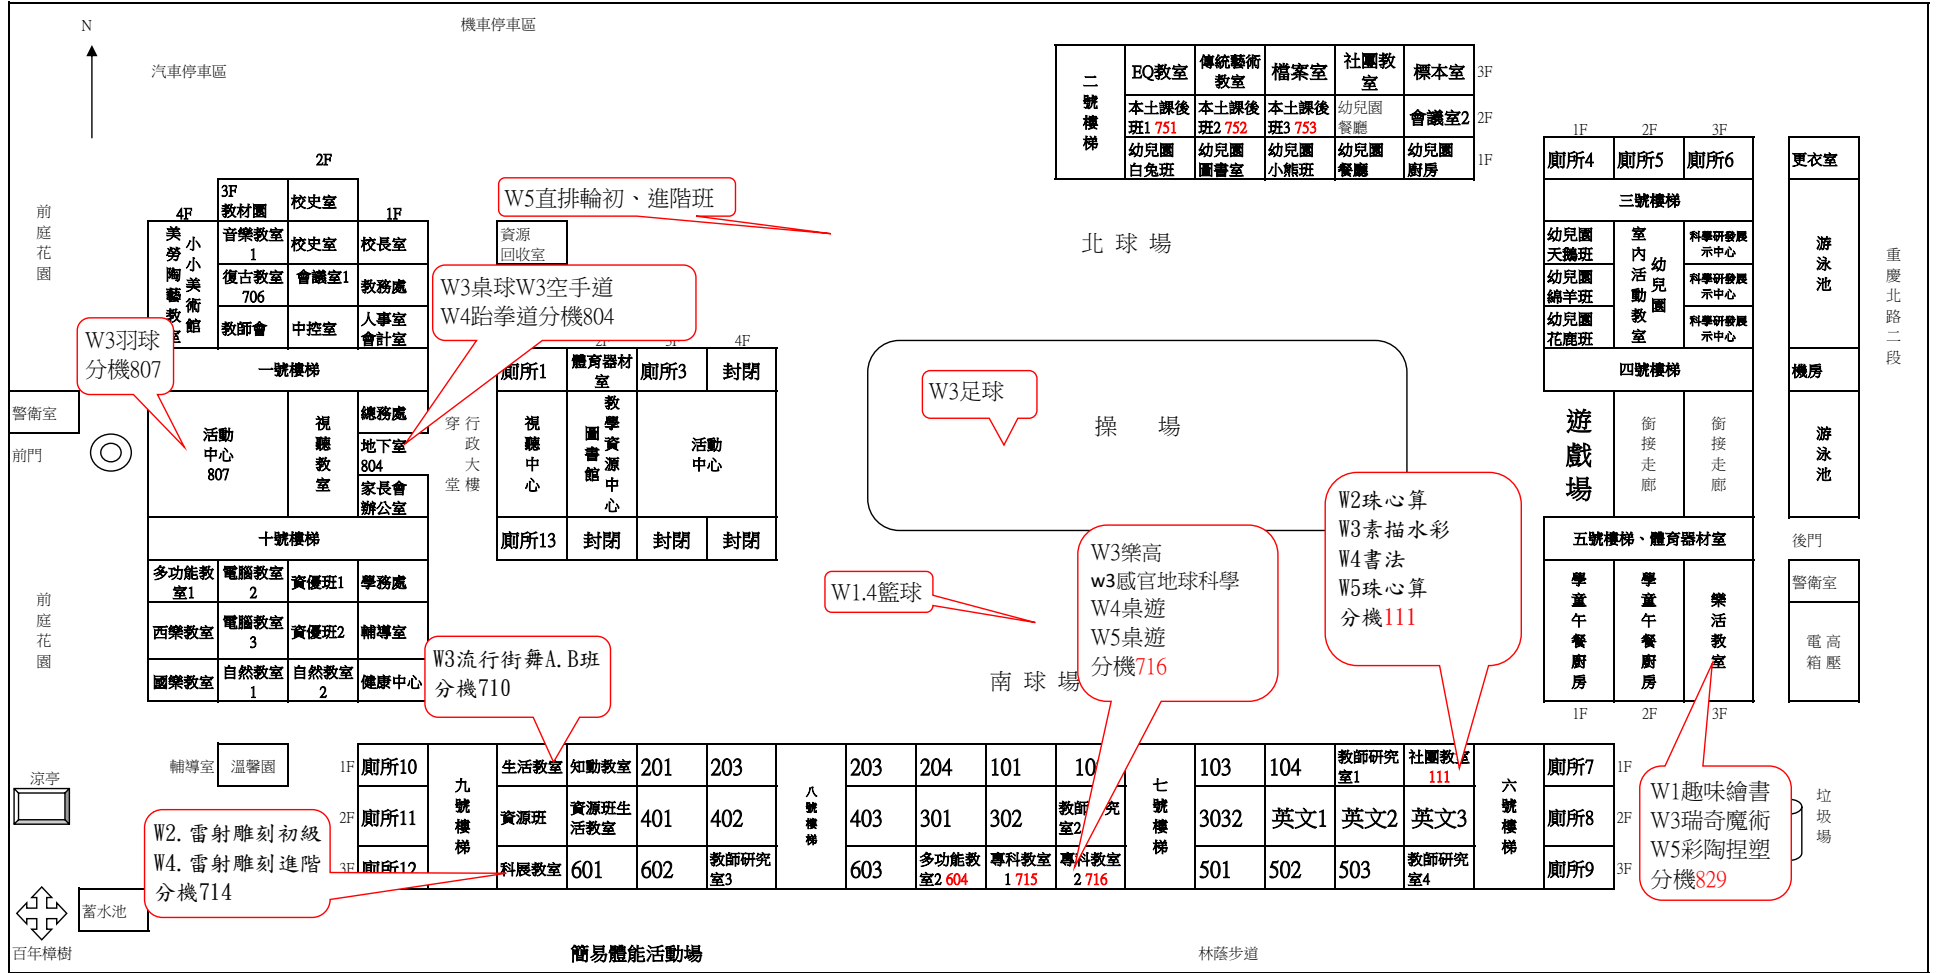 N
機車停車區
汽車停車區
二號樓梯
EQ教室
傳統藝術
教室
檔案室
社團教
室
標本室
3F
本土課後
班1 751
本土課後
班2 752
本土課後
班3 753
幼兒園
餐廳
會議室2
2F
幼兒園
白兔班
幼兒園
圖書室
幼兒園
小熊班
幼兒園
餐廳
幼兒園
廚房
1F
1F
2F
3F
廁所4
廁所5
廁所6
三號樓梯
幼兒園
天鵝班
幼兒園
綿羊班
幼兒園
花鹿班
室內活動教室
幼兒園
科學研發展
示中心
科學研發展
示中心
科學研發展
示中心
四號樓梯
遊戲場
銜接走廊
銜接走廊
五號樓梯、體育器材室
學童午餐廚房
學童午餐廚房
樂活教室
1F
2F
3F
更衣室
游泳池
機房
游泳池
後門
警衛室
高壓
電箱
重慶北路二段
垃圾場
前庭花園
2F
3F
教材園
校史室
4F
1F
美勞陶藝教室
小小美術館
音樂教室
1
校史室
校長室
復古教室
706
會議室1
教務處
教師會
中控室
人事室
會計室
一號樓梯
活動
中心
807
視聽教室
總務處
地下室
804
家長會
辦公室
十號樓梯
多功能教
室1
電腦教室
2
資優班1
學務處
西樂教室
電腦教室
3
資優班2
輔導室
國樂教室
自然教室
1
自然教室
2
健康中心
警衛室
前門
前庭花園
行政大樓
穿堂
資源
回收室
2F
3F
4F
廁所1
體育器材
室
廁所3
封閉
視聽中心
教學資源中心
圖書館
活動
中心
廁所13
封閉
封閉
封閉
北球場
操場
南球場
W5直排輪初、進階班
W3桌球W3空手道
W4跆拳道分機804
W3羽球
分機807
W3足球
W1.4籃球
W3樂高
w3感官地球科學
W4桌遊
W5桌遊
分機716
W2珠心算
W3素描水彩
W4書法
W5珠心算
分機111
W3流行街舞A.B班
分機710
W2.雷射雕刻初級
W4.雷射雕刻進階
分機714
W1趣味繪書
W3瑞奇魔術
W5彩陶捏塑
分機829
輔導室
溫馨園
1F
廁所10
九號樓梯
生活教室
知動教室
201
203
八號樓梯
203
204
101
10
七號樓梯
103
104
教師研究
室1
社團教室
111
六號樓梯
廁所7
1F
2F
廁所11
資源班
資源班生
活教室
401
402
403
301
302
教師研究
室2
3032
英文1
英文2
英文3
廁所8
2F
3F
廁所12
科展教室
601
602
教師研究
室3
603
多功能教
室2 604
專科教室
1 715
專科教室
2 716
501
502
503
教師研究
室4
廁所9
3F
涼亭
蓄水池
百年樟樹
簡易體能活動場
林蔭步道